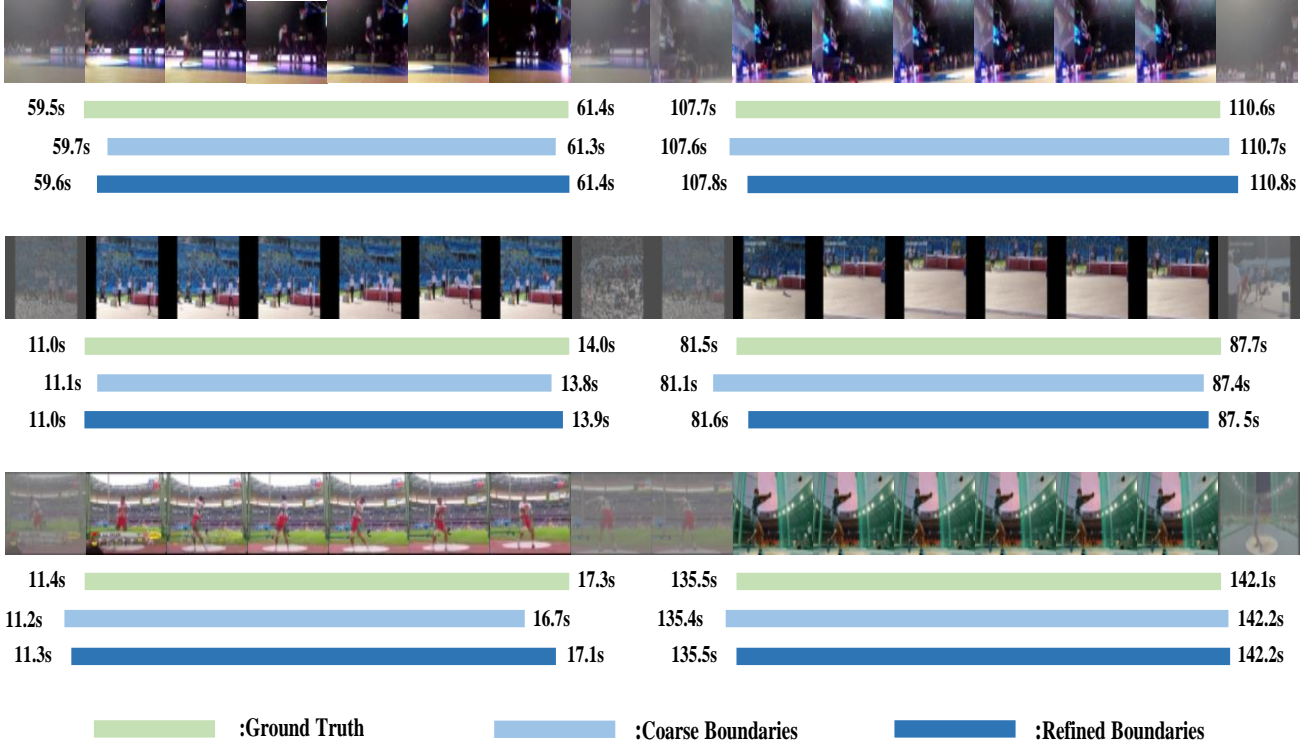 59.5s 61.4s 107.7s 110.6s
59.7s 61.3s 107.6s 110.7s
59.6s 61.4s 107.8s 110.8s
11.0s 14.0s 81.5s 87.7s
11.1s 13.8s 81.1s 87.4s
11.0s 13.9s 81.6s 87.5s
11.4s 17.3s 135.5s 142.1s
11.2s 16.7s 135.4s 142.2s
11.3s 17.1s 135.5s 142.2s
:Ground Truth :Coarse Boundaries :Refined Boundaries